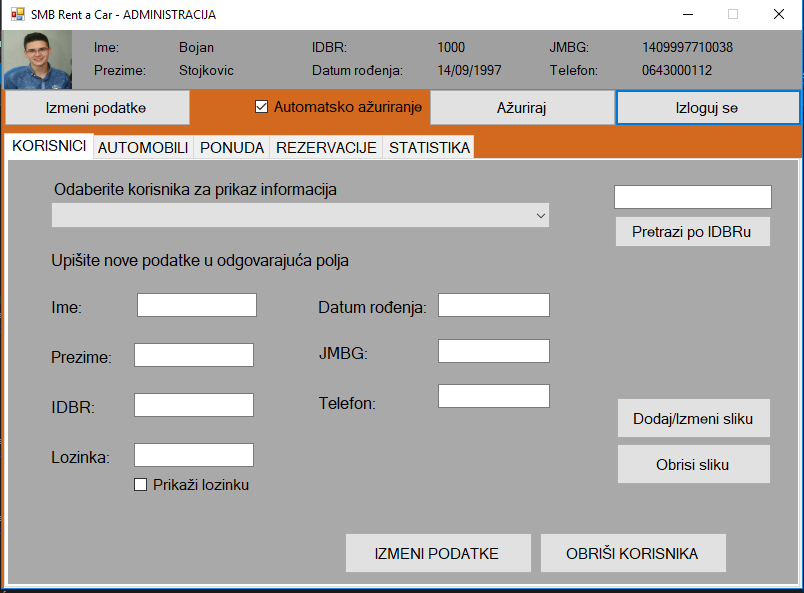 SMB Rent a Car - ADMINISTRACIJA
Ime: Bojan IDBR: 1000 JMBG: 1409997710038
Prezime: Stojkovic Datum rođenja: 14/09/1997 Telefon: 0643000112
Izmeni podatke Automatsko ažuriranje Ažuriraj Izloguj se
KORISNICI AUTOMOBILI PONUDA REZERVACIJE STATISTIKA
Odaberite korisnika za prikaz informacija
Pretrazi po IDBRu
Upišite nove podatke u odgovarajuća polja
Ime: Datum rođenja:
Prezime: JMBG:
IDBR: Telefon:
Dodaj/Izmeni sliku
Lozinka: Obrisi sliku
Prikaži lozinku
IZMENI PODATKE OBRIŠI KORISNIKA